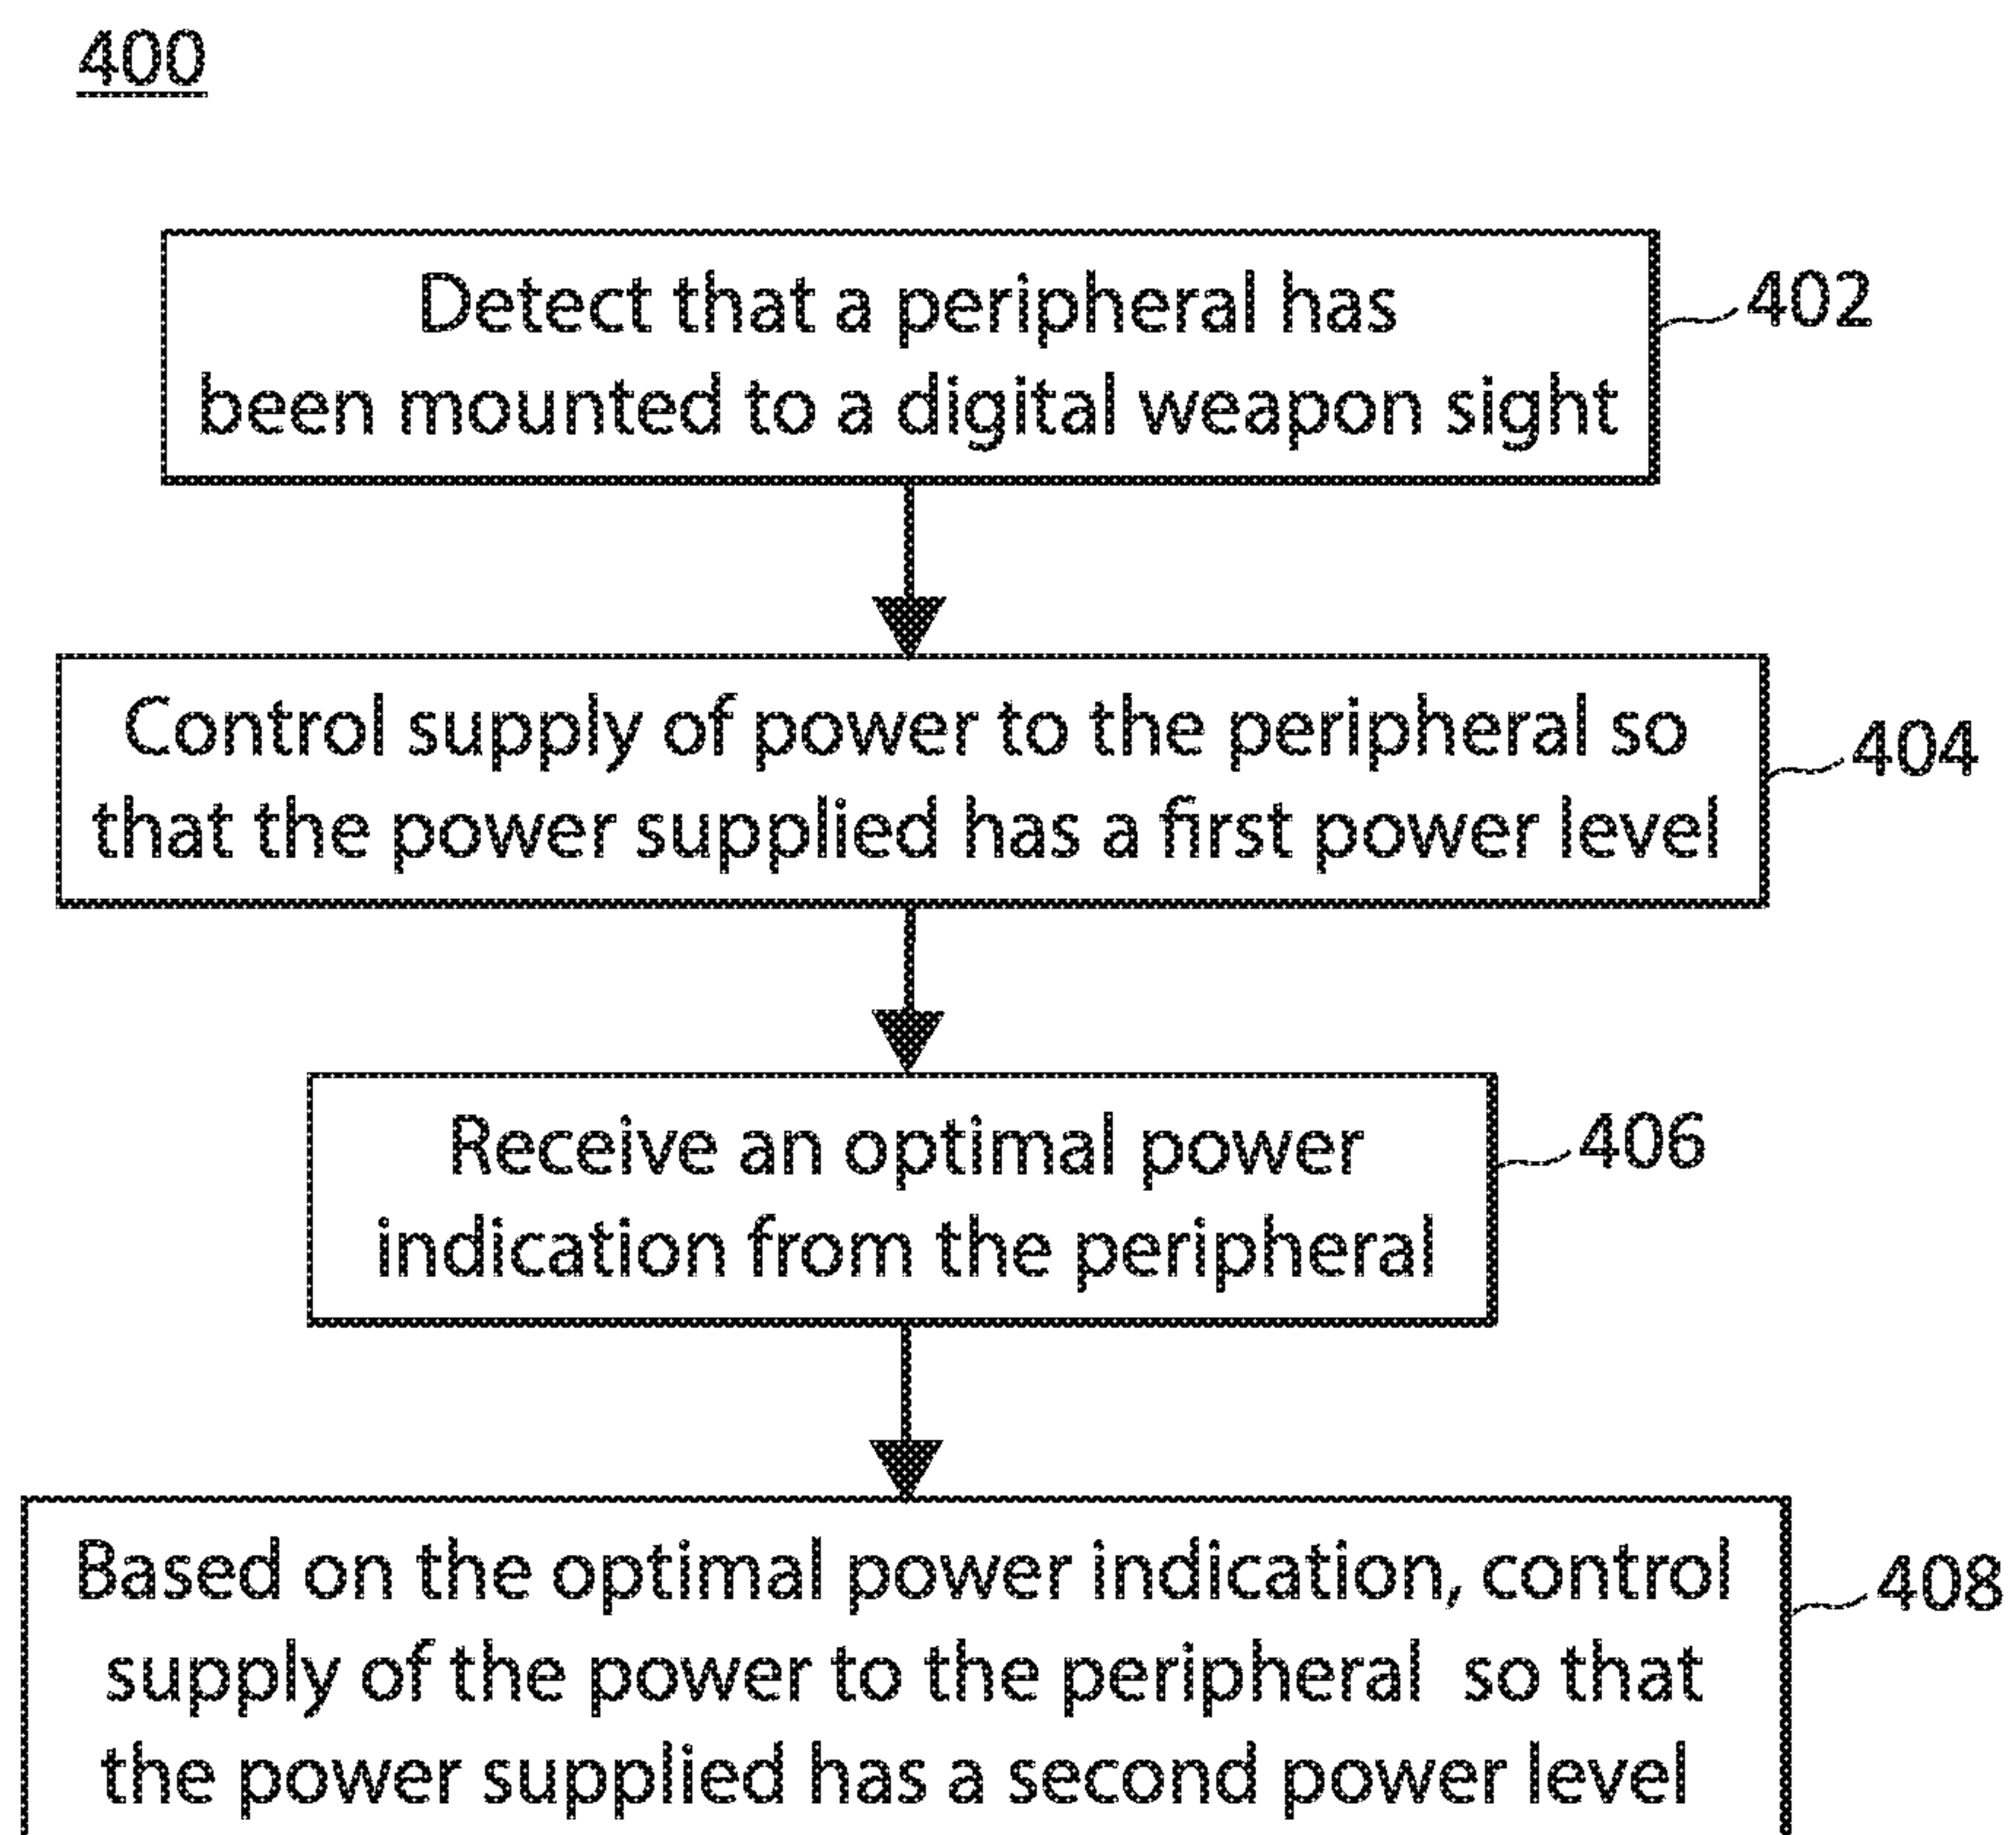 400
Detect that a peripheral has
been mounted to a digital weapon sight
402
Control supply of power to the peripheral so
that the power supplied has a first power level
404
Receive an optimal power
indication from the peripheral
406
Based on the optimal power indication, control
supply of the power to the peripheral so that
the power supplied has a second power level
408